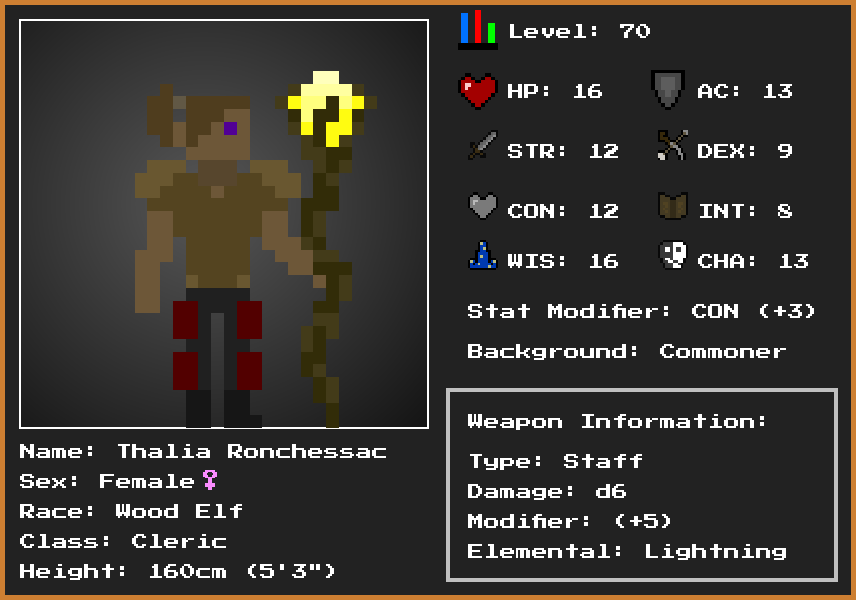 Level: 70
HP: 16 AC: 13
STR: 12 DEX: 9
CON: 12 INT: 8
WIS: 16 CHA: 13
Stat Modifier: CON (+3)
Background: Commoner
Weapon Information:
Type: Staff
Damage: d6
Modifier: (+5)
Elemental: Lightning
Name: Thalia Ronchessac
Sex: Female♀
Race: Wood Elf
Class: Cleric
Height: 160cm (5'3")